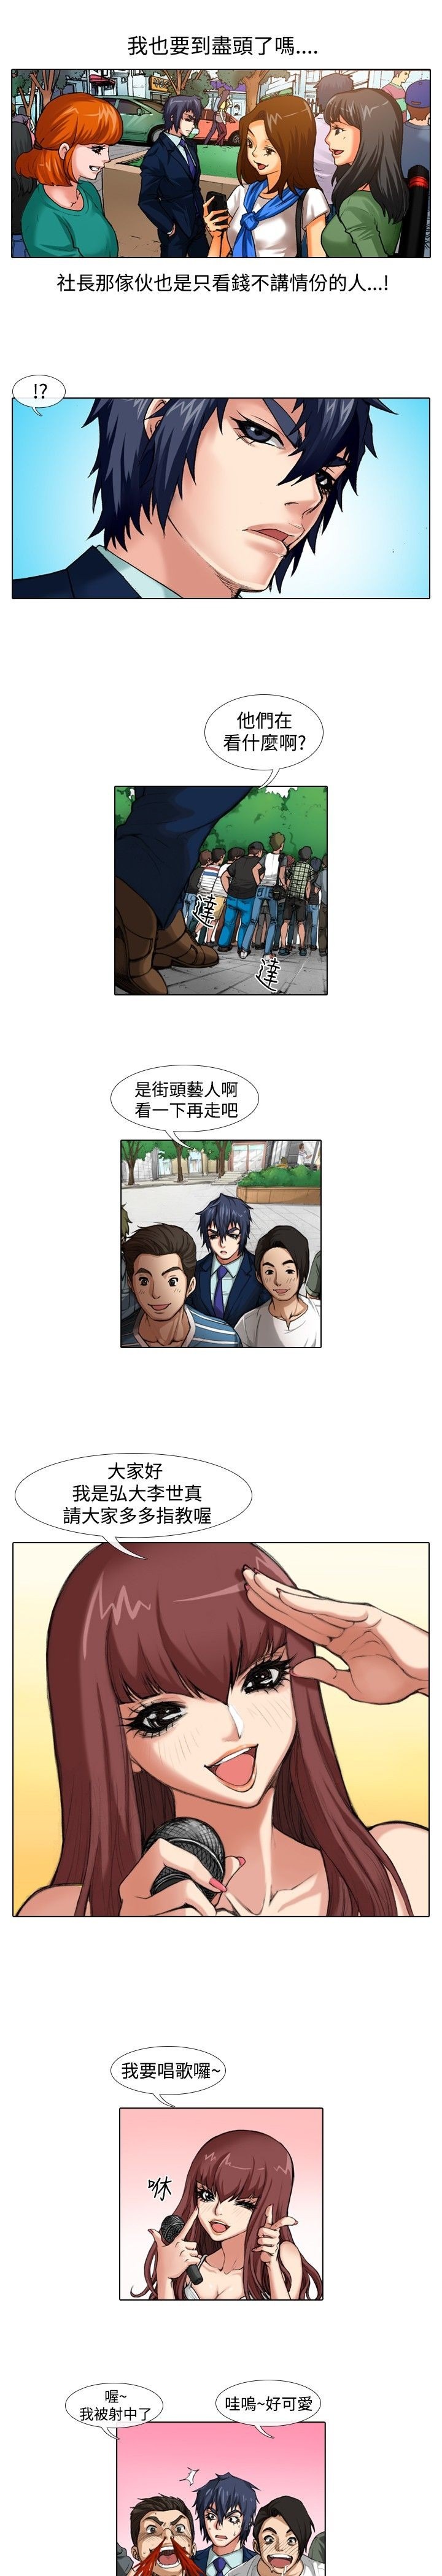 我也要到盡頭了嗎....
社長那傢伙也是只看錢不講情份的人...!
!?
他們在
看什麼啊?
達
達
是街頭藝人啊
看一下再走吧
大家好
我是弘大李世真
請大家多多指教喔
我要唱歌囉~
咻
喔~
我被射中了
哇嗚~好可愛